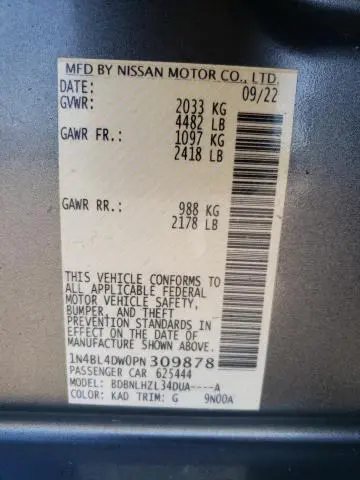 MFD BY NISSAN MOTOR CO., LTD.
DATE: 09/22
GVWR: 2033 KG
4482 LB
GAWR FR.: 1097 KG
2418 LB
GAWR RR.: 988 KG
2178 LB
THIS VEHICLE CONFORMS TO
ALL APPLICABLE FEDERAL
MOTOR VEHICLE SAFETY,
BUMPER, AND THEFT
PREVENTION STANDARDS IN
EFFECT ON THE DATE OF
MANUFACTURE SHOWN ABOVE.
1N4BL4DW0PN309878
PASSENGER CAR 625444
MODEL: BDBNLHZL34DUA----A
COLOR: KAD TRIM: G 9N00A